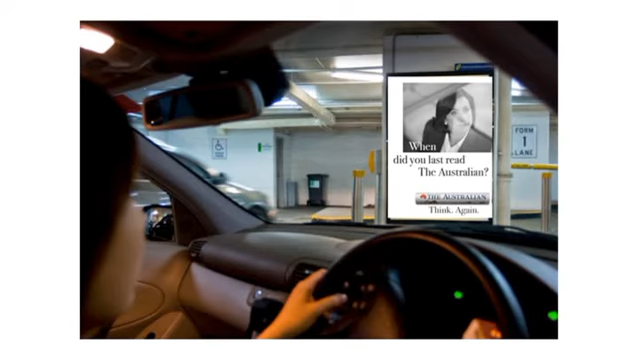 When
did you last read
The Australian?
THE AUSTRALIAN
Think. Again.
FORM
1
LANE